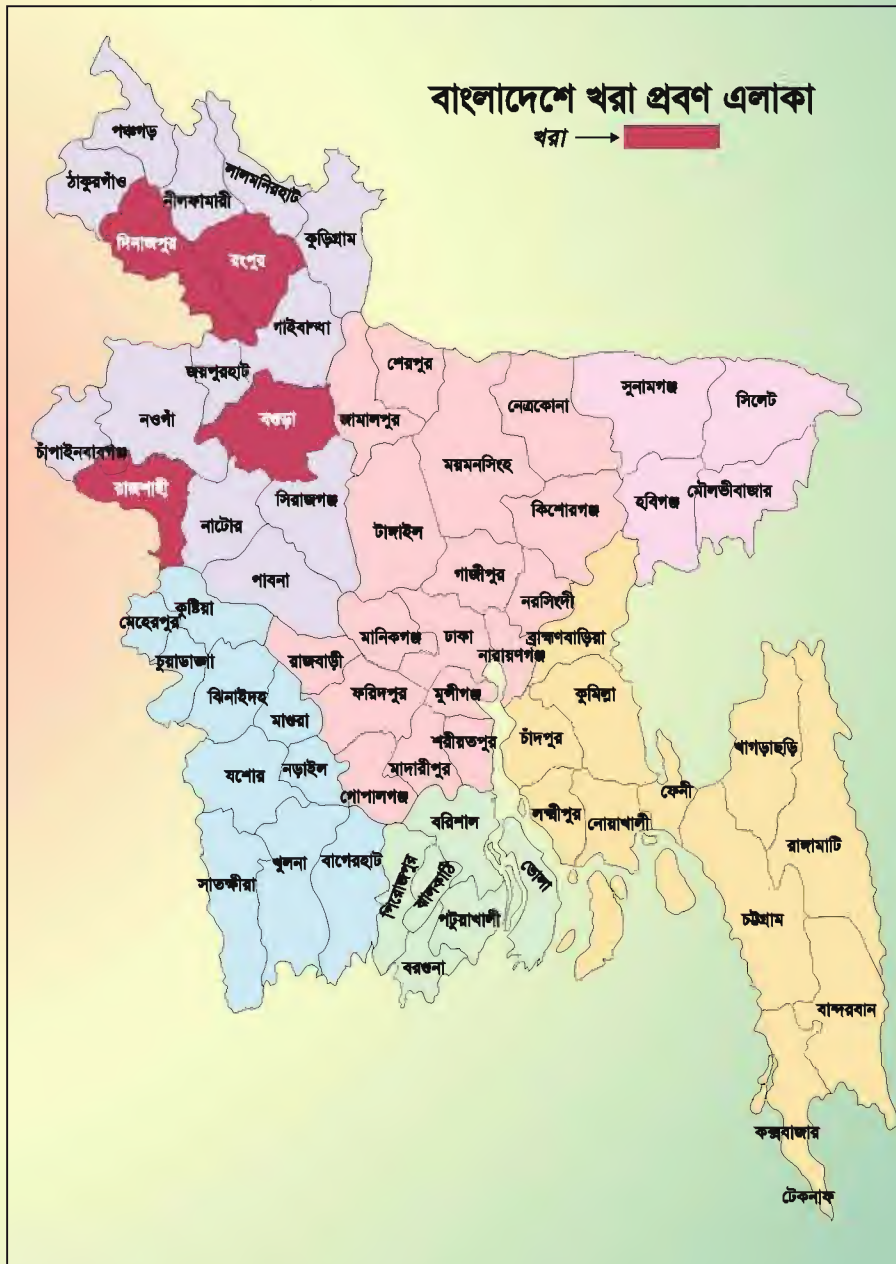 বাংলাদেশে খরা প্রবণ এলাকা
খরা
পঞ্চগড়
ঠাকুরগাঁও
নীলফামারী
লালমনিরহাট
দিনাজপুর
রংপুর
কুড়িগ্রাম
গাইবান্ধা
জয়পুরহাট
শেরপুর
নওগাঁ
বগুড়া
জামালপুর
নেত্রকোনা
সুনামগঞ্জ
সিলেট
চাঁপাইনবাবগঞ্জ
ময়মনসিংহ
রাজশাহী
সিরাজগঞ্জ
হবিগঞ্জ
মৌলভীবাজার
নাটোর
টাঙ্গাইল
কিশোরগঞ্জ
পাবনা
গাজীপুর
কুষ্টিয়া
নরসিংদী
মেহেরপুর
মানিকগঞ্জ
ঢাকা
ব্রাহ্মণবাড়িয়া
চুয়াডাঙ্গা
রাজবাড়ী
নারায়ণগঞ্জ
ঝিনাইদহ
ফরিদপুর
মুন্সীগঞ্জ
কুমিল্লা
মাগুরা
চাঁদপুর
শরীয়তপুর
খাগড়াছড়ি
যশোর
নড়াইল
মাদারীপুর
গোপালগঞ্জ
ফেনী
লক্ষ্মীপুর
নোয়াখালী
বরিশাল
রাঙ্গামাটি
সাতক্ষীরা
খুলনা
বাগেরহাট
পিরোজপুর
ঝালকাঠি
ভোলা
পটুয়াখালী
চট্টগ্রাম
বরগুনা
বান্দরবান
কক্সবাজার
টেকনাফ